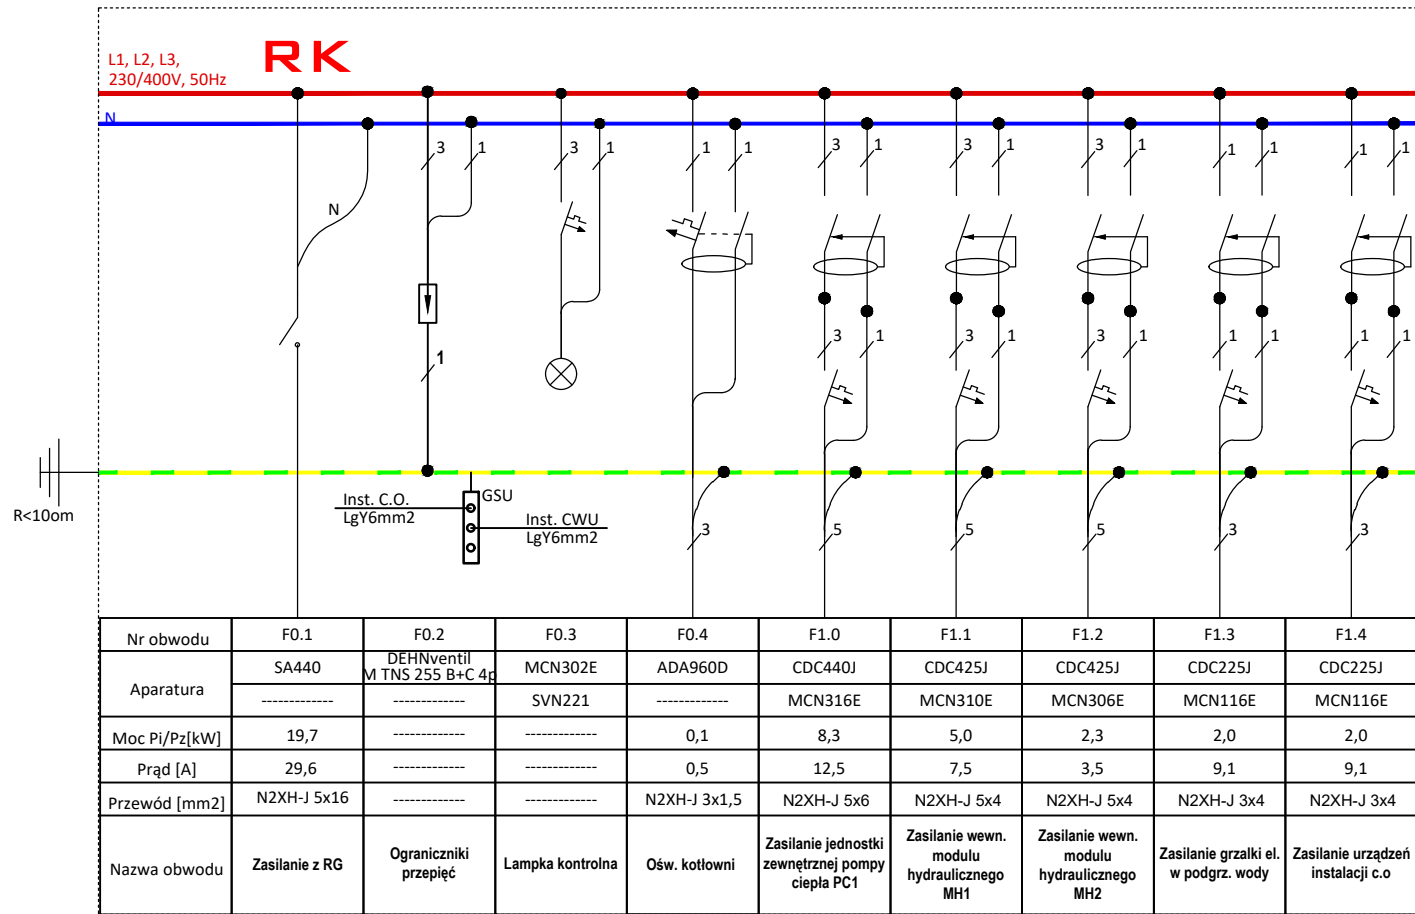 RK
L1, L2, L3,
230/400V, 50Hz
N
3 1 3 1 1 1 3 1 3 1 3 1 1 1 1 1
N
3 1 3 1 3 1 1 1 1 1
1
GSU
Inst. C.O.
LgY6mm2
Inst. CWU
LgY6mm2
R<10om
3 5 5 5 3 3
Nr obwodu F0.1 F0.2 F0.3 F0.4 F1.0 F1.1 F1.2 F1.3 F1.4
Aparatura SA440 DEHNventil M TNS 255 B+C 4p MCN302E ADA960D CDC440J CDC425J CDC425J CDC225J CDC225J
------------- ------------- SVN221 ------------- MCN316E MCN310E MCN306E MCN116E MCN116E
Moc Pi/Pz[kW] 19,7 ------------- ------------- 0,1 8,3 5,0 2,3 2,0 2,0
Prąd [A] 29,6 ------------- ------------- 0,5 12,5 7,5 3,5 9,1 9,1
Przewód [mm2] N2XH-J 5x16 ------------- ------------- N2XH-J 3x1,5 N2XH-J 5x6 N2XH-J 5x4 N2XH-J 5x4 N2XH-J 3x4 N2XH-J 3x4
Nazwa obwodu
Zasilanie z RG
Ograniczniki
przepięć
Lampka kontrolna
Ośw. kotłowni
Zasilanie jednostki
zewnętrznej pompy
ciepła PC1
Zasilanie wewn.
modulu
hydraulicznego
MH1
Zasilanie wewn.
modulu
hydraulicznego
MH2
Zasilanie grzalki el.
w podgrz. wody
Zasilanie urządzeń
instalacji c.o